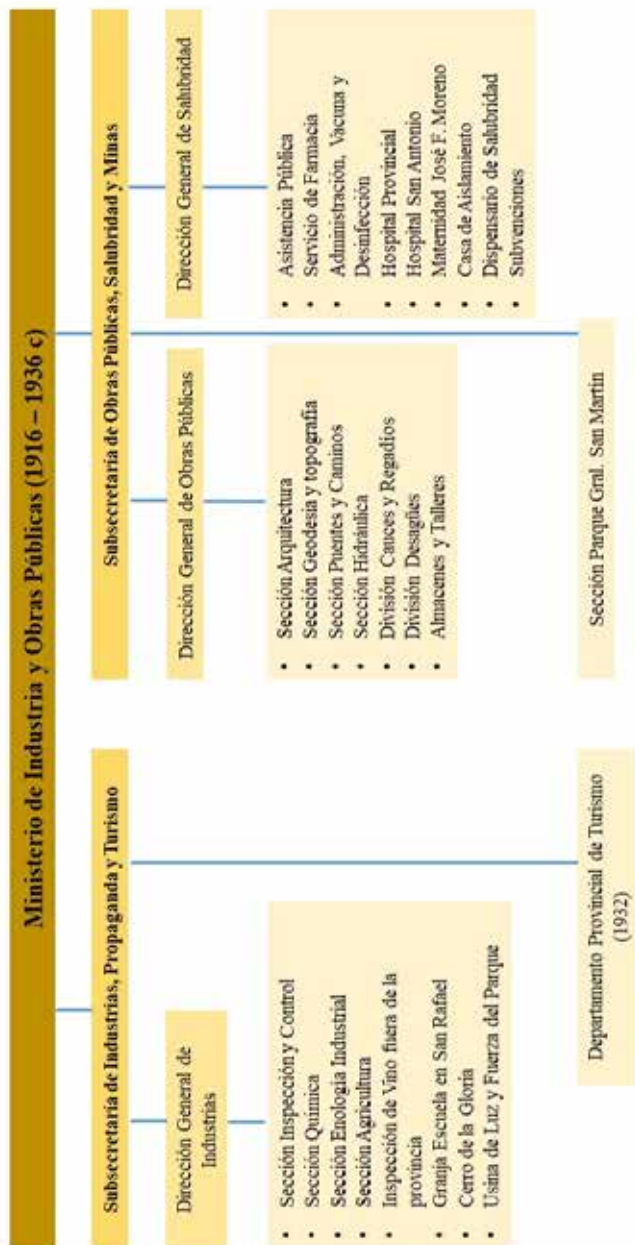 Ministerio de Industria y Obras Públicas (1916 – 1936 c)
Subsecretaría de Industrias, Propaganda y Turismo
Dirección General de
Industrias
• Sección Inspección y Control
• Sección Química
• Sección Enología Industrial
• Sección Agricultura
• Inspección de Vino fuera de la
provincia
• Granja Escuela en San Rafael
• Cerro de la Gloria
• Usina de Luz y Fuerza del Parque
Departamento Provincial de Turismo
(1932)
Subsecretaría de Obras Públicas, Salubridad y Minas
Dirección General de Obras Públicas
• Sección Arquitectura
• Sección Geodesia y topografía
• Sección Puentes y Caminos
• Sección Hidráulica
• División Cauces y Regadíos
• División Desagües
• Almacenes y Talleres
Sección Parque Gral. San Martín
Dirección General de Salubridad
• Asistencia Pública
• Servicio de Farmacia
• Administración, Vacuna y
Desinfección
• Hospital Provincial
• Hospital San Antonio
• Maternidad José F. Moreno
• Casa de Aislamiento
• Dispensario de Salubridad
• Subvenciones